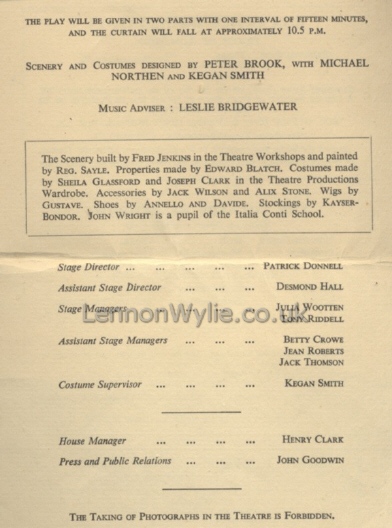 THE PLAY WILL BE GIVEN IN TWO PARTS WITH ONE INTERVAL OF FIFTEEN MINUTES,
AND THE CURTAIN WILL FALL AT APPROXIMATELY 10.5 P.M.
SCENERY AND COSTUMES DESIGNED BY PETER BROOK, WITH MICHAEL
NORTHEN AND KEGAN SMITH
MUSIC ADVISER : LESLIE BRIDGEWATER
The Scenery built by FRED JENKINS in the Theatre Workshops and painted
by REG. SAYLE. Properties made by EDWARD BLATCH. Costumes made
by SHEILA GLASSFORD and JOSEPH CLARK in the Theatre Productions
Wardrobe. Accessories by JACK WILSON and ALIX STONE. Wigs by
GUSTAVE. Shoes by ANNELLO AND DAVIDE. Stockings by KAYSER-
BONDOR. JOHN WRIGHT is a pupil of the Italia Conti School.
Stage Director ... ... ... ... ... PATRICK DONNELL
Assistant Stage Director ... ... ... DESMOND HALL
Stage Managers ... ... ... ... JULIA WOOTTEN
TONY RIDDELL
LennonWylie.co.uk
Assistant Stage Managers ... ... ... BETTY CROWE
JEAN ROBERTS
JACK THOMSON
Costume Supervisor ... ... ... ... KEGAN SMITH
House Manager ... ... ... ... HENRY CLARK
Press and Public Relations ... ... ... JOHN GOODWIN
THE TAKING OF PHOTOGRAPHS IN THE THEATRE IS FORBIDDEN.